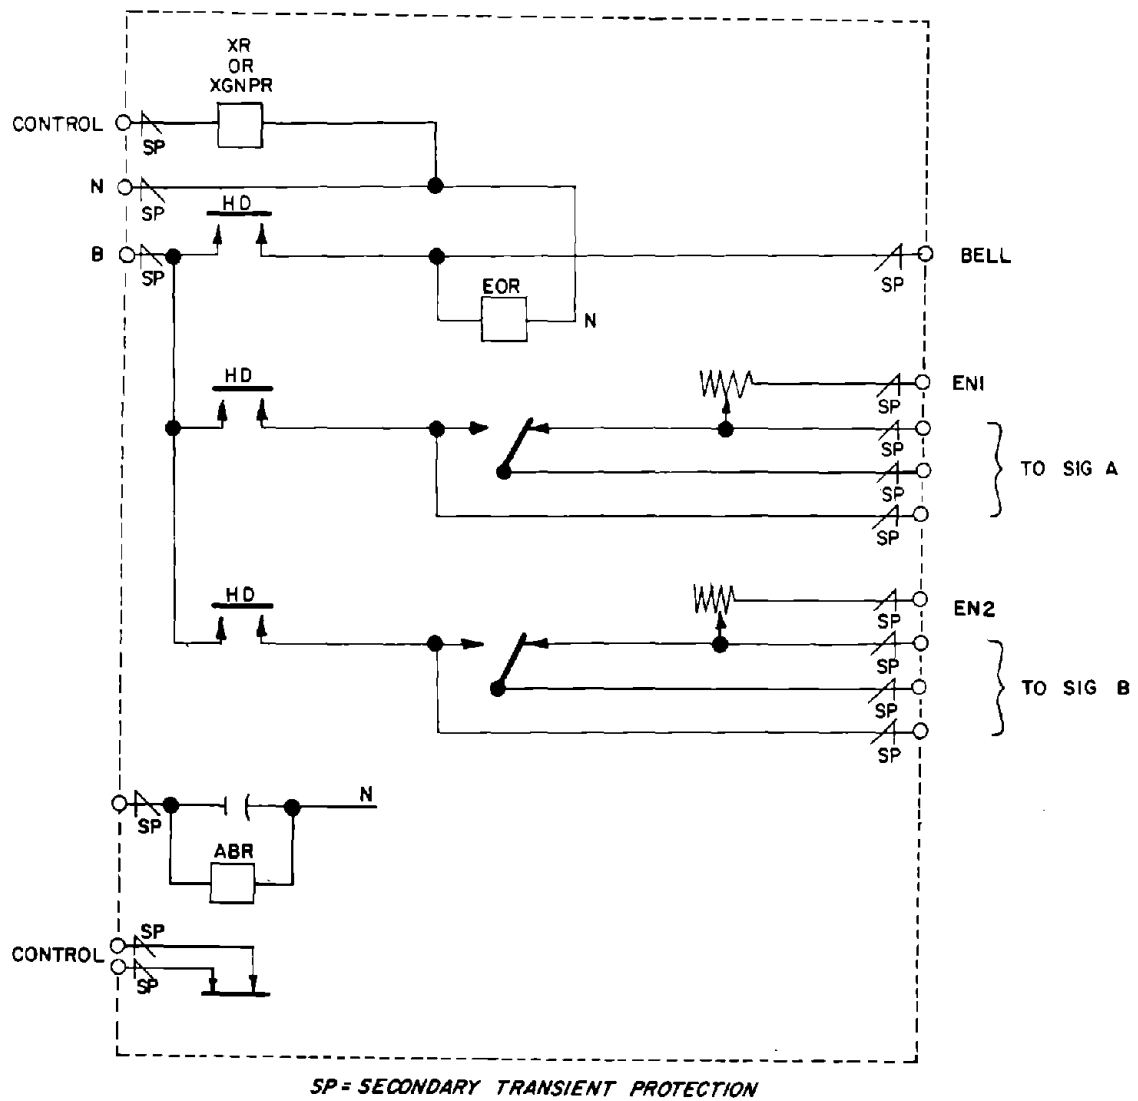 XR
OR
XGNPR
CONTROL
SP
N
SP
HD
B
SP
BELL
SP
EOR
N
HD
EN1
SP
SP
TO SIG A
SP
SP
HD
EN2
SP
SP
TO SIG B
SP
SP
N
SP
ABR
SP
CONTROL
SP
SP = SECONDARY TRANSIENT PROTECTION